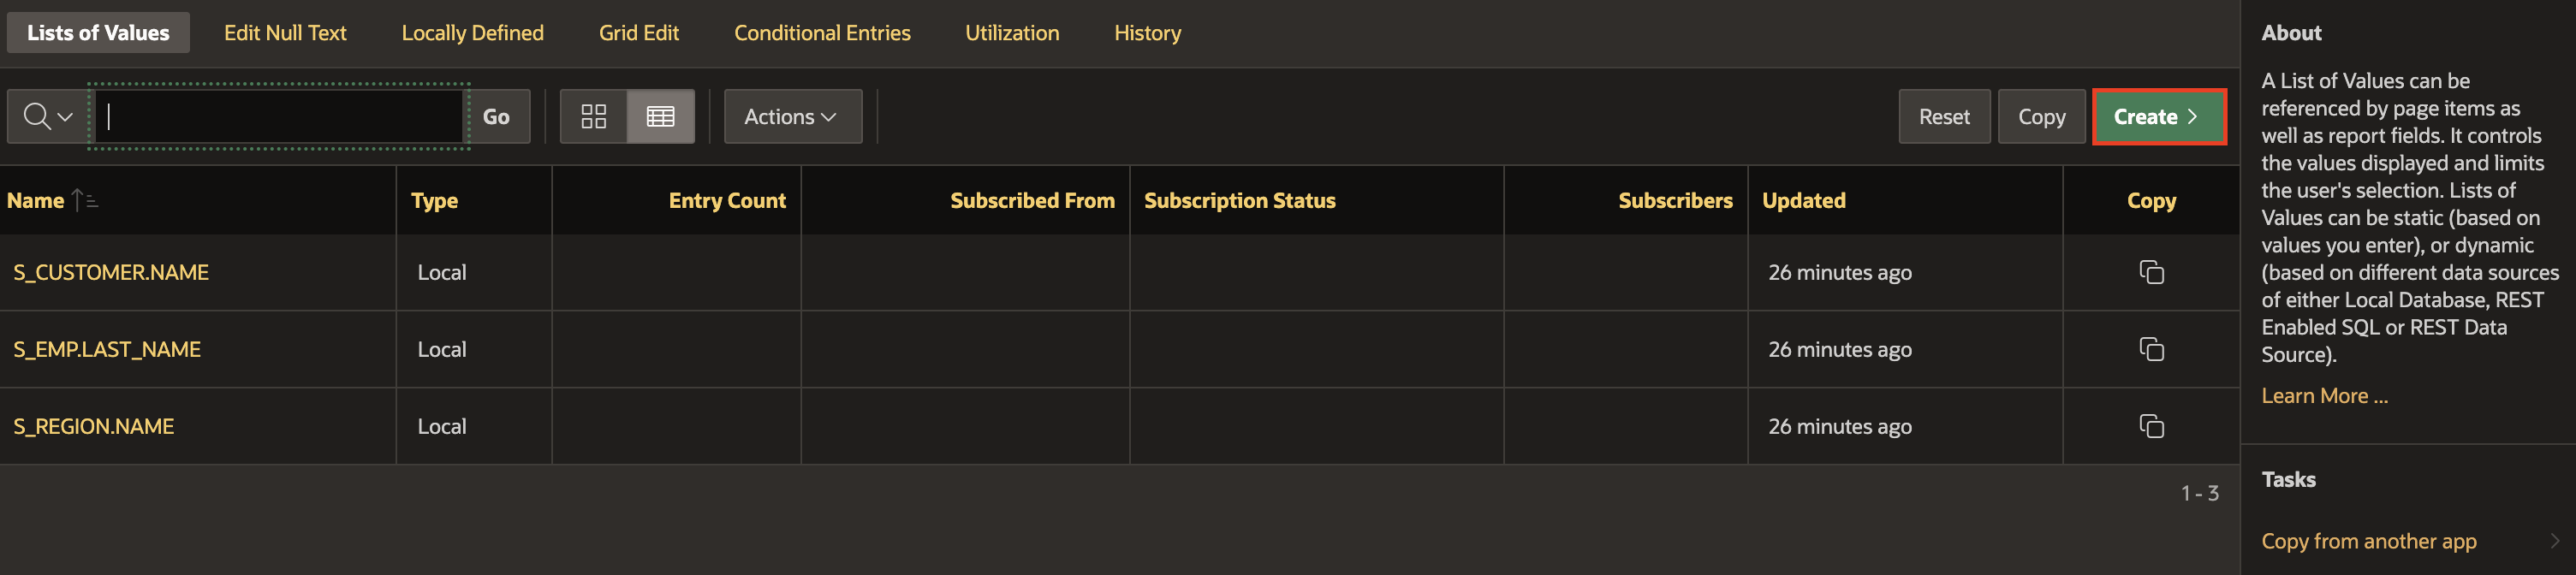 Lists of Values Edit Null Text Locally Defined Grid Edit Conditional Entries Utilization History
Go Actions Reset Copy Create
Name Type Entry Count Subscribed From Subscription Status Subscribers Updated Copy
S_CUSTOMER.NAME Local 26 minutes ago
S_EMP.LAST_NAME Local 26 minutes ago
S_REGION.NAME Local 26 minutes ago
1 - 3
About
A List of Values can be
referenced by page items as
well as report fields. It controls
the values displayed and limits
the user's selection. Lists of
Values can be static (based on
values you enter), or dynamic
(based on different data sources
of either Local Database, REST
Enabled SQL or REST Data
Source).
Learn More ...
Tasks
Copy from another app